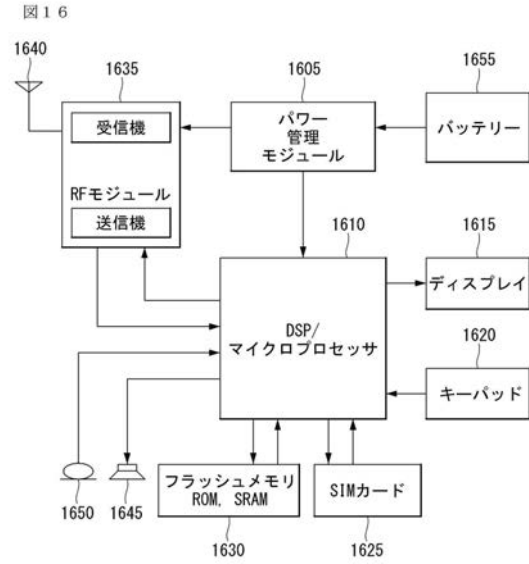 図１６
1640
1635
1605
1655
受信機
RFモジュール
送信機
パワー
管理
モジュール
バッテリー
1610
1615
DSP/
マイクロプロセッサ
ディスプレイ
1620
キーパッド
1650
1645
フラッシュメモリ
ROM, SRAM
1630
SIMカード
1625